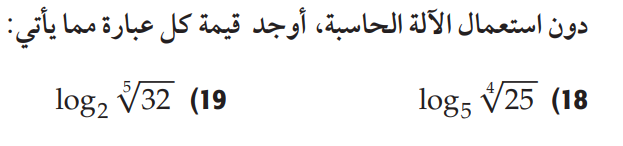 دون استعمال الآلة الحاسبة، أوجد قيمة كل عبارة مما يأتي:
18) log₅ ⁴√25 19) log₂ ⁵√32